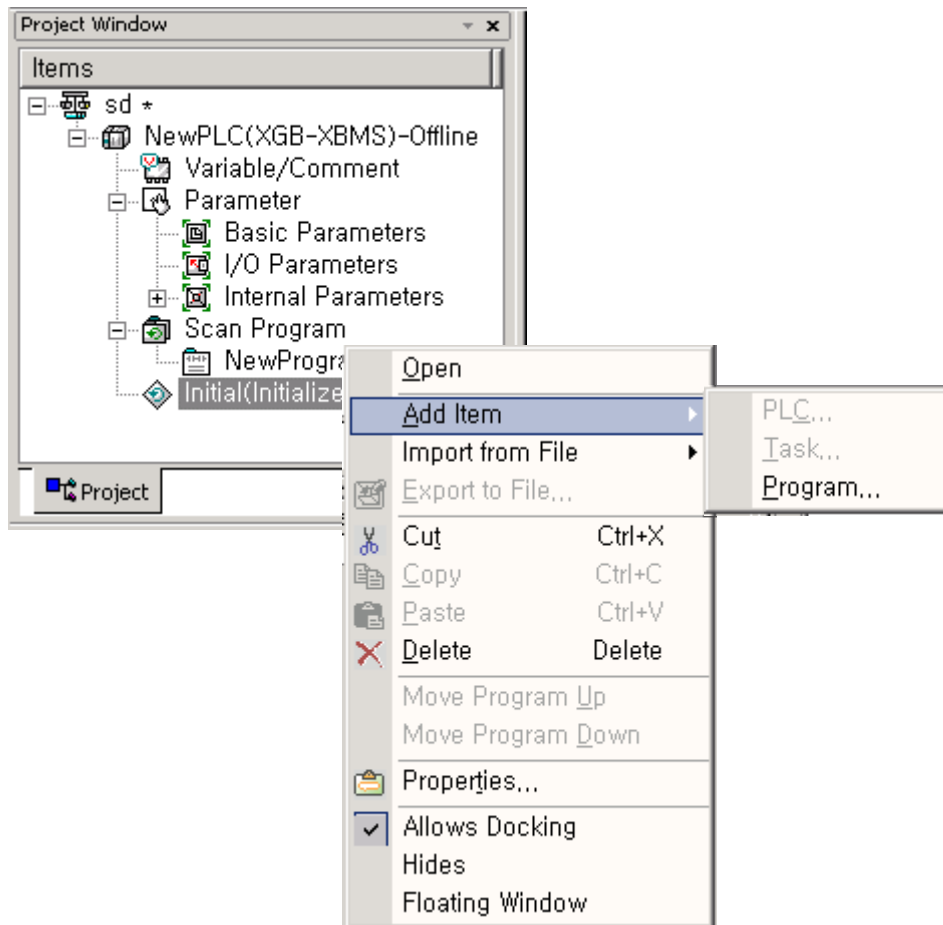 Project Window
Items
sd *
NewPLC(XGB-XBMS)-Offline
Variable/Comment
Parameter
Basic Parameters
I/O Parameters
Internal Parameters
Scan Program
NewProgra
Initial(Initialize
Project
Open
Add Item
Import from File
Export to File...
Cut Ctrl+X
Copy Ctrl+C
Paste Ctrl+V
Delete Delete
Move Program Up
Move Program Down
Properties...
Allows Docking
Hides
Floating Window
PLC...
Task...
Program...